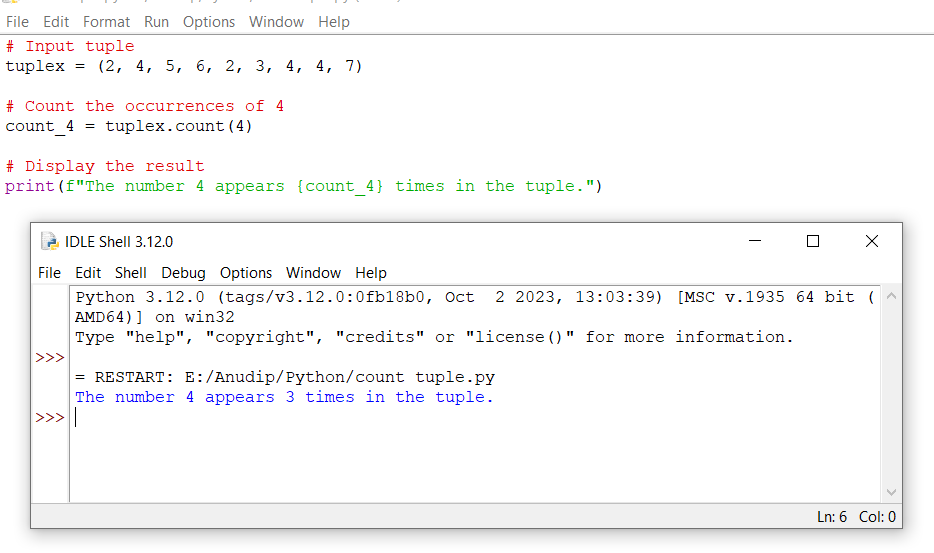 File Edit Format Run Options Window Help
# Input tuple
tuplex = (2, 4, 5, 6, 2, 3, 4, 4, 7)
# Count the occurrences of 4
count_4 = tuplex.count(4)
# Display the result
print(f"The number 4 appears {count_4} times in the tuple.")
IDLE Shell 3.12.0
File Edit Shell Debug Options Window Help
Python 3.12.0 (tags/v3.12.0:0fb18b0, Oct  2 2023, 13:03:39) [MSC v.1935 64 bit (
AMD64)] on win32
Type "help", "copyright", "credits" or "license()" for more information.
>>>
= RESTART: E:/Anudip/Python/count tuple.py
The number 4 appears 3 times in the tuple.
>>>
Ln: 6 Col: 0